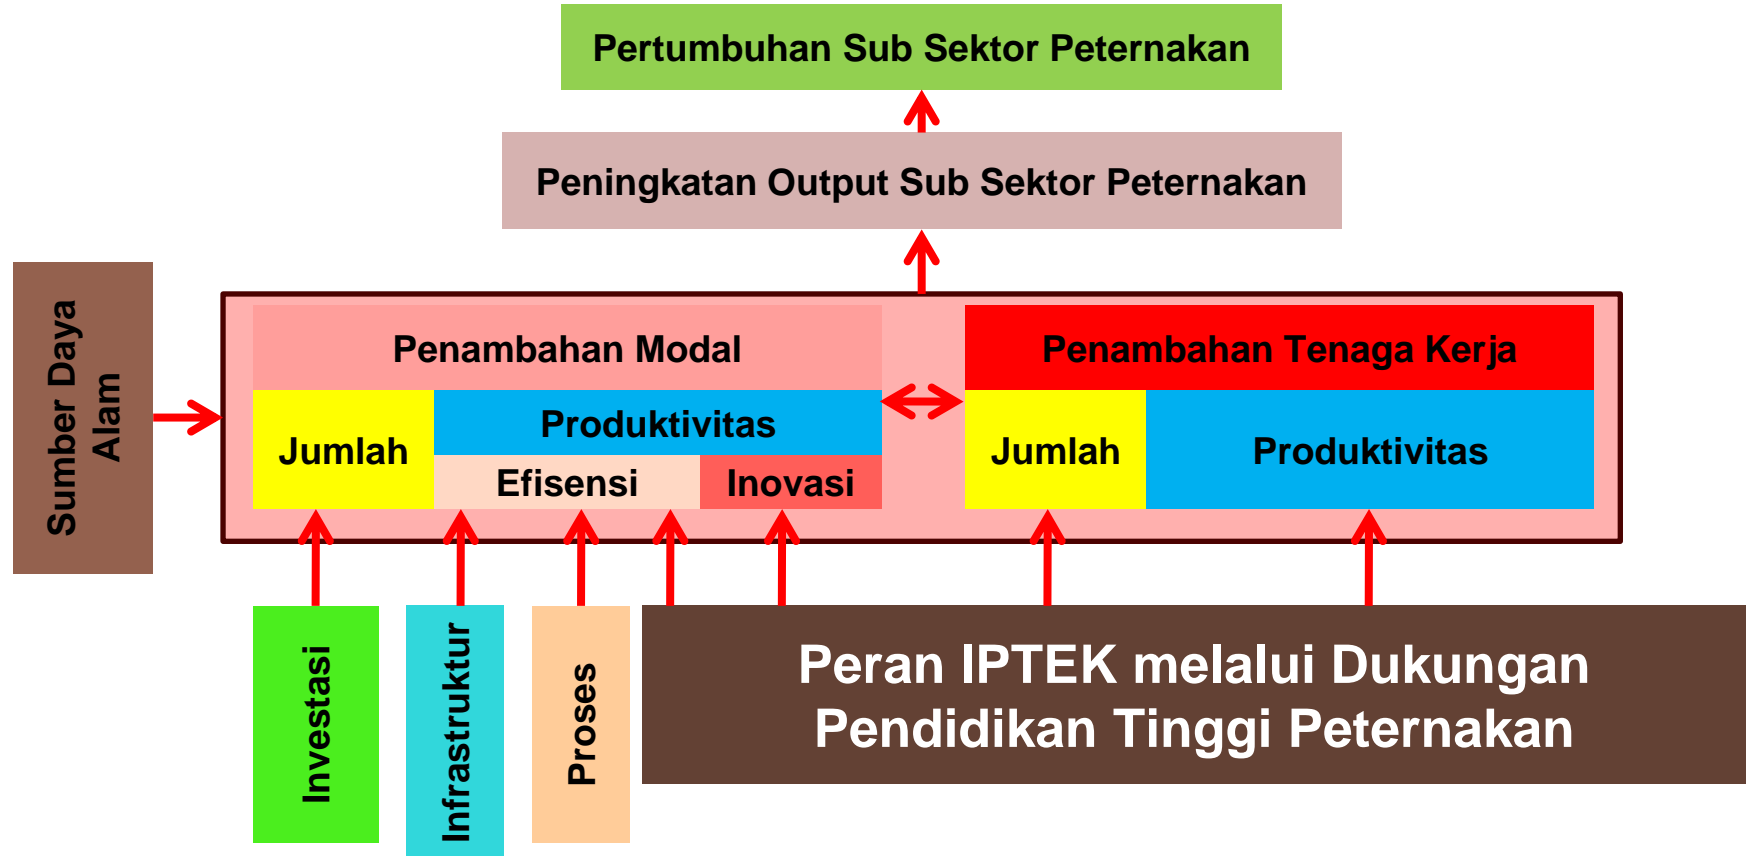 Pertumbuhan Sub Sektor Peternakan
Peningkatan Output Sub Sektor Peternakan
Sumber Daya
Alam
Penambahan Modal
Penambahan Tenaga Kerja
Jumlah
Produktivitas
Efisensi
Inovasi
Jumlah
Produktivitas
Investasi
Infrastruktur
Proses
Peran IPTEK melalui Dukungan
Pendidikan Tinggi Peternakan